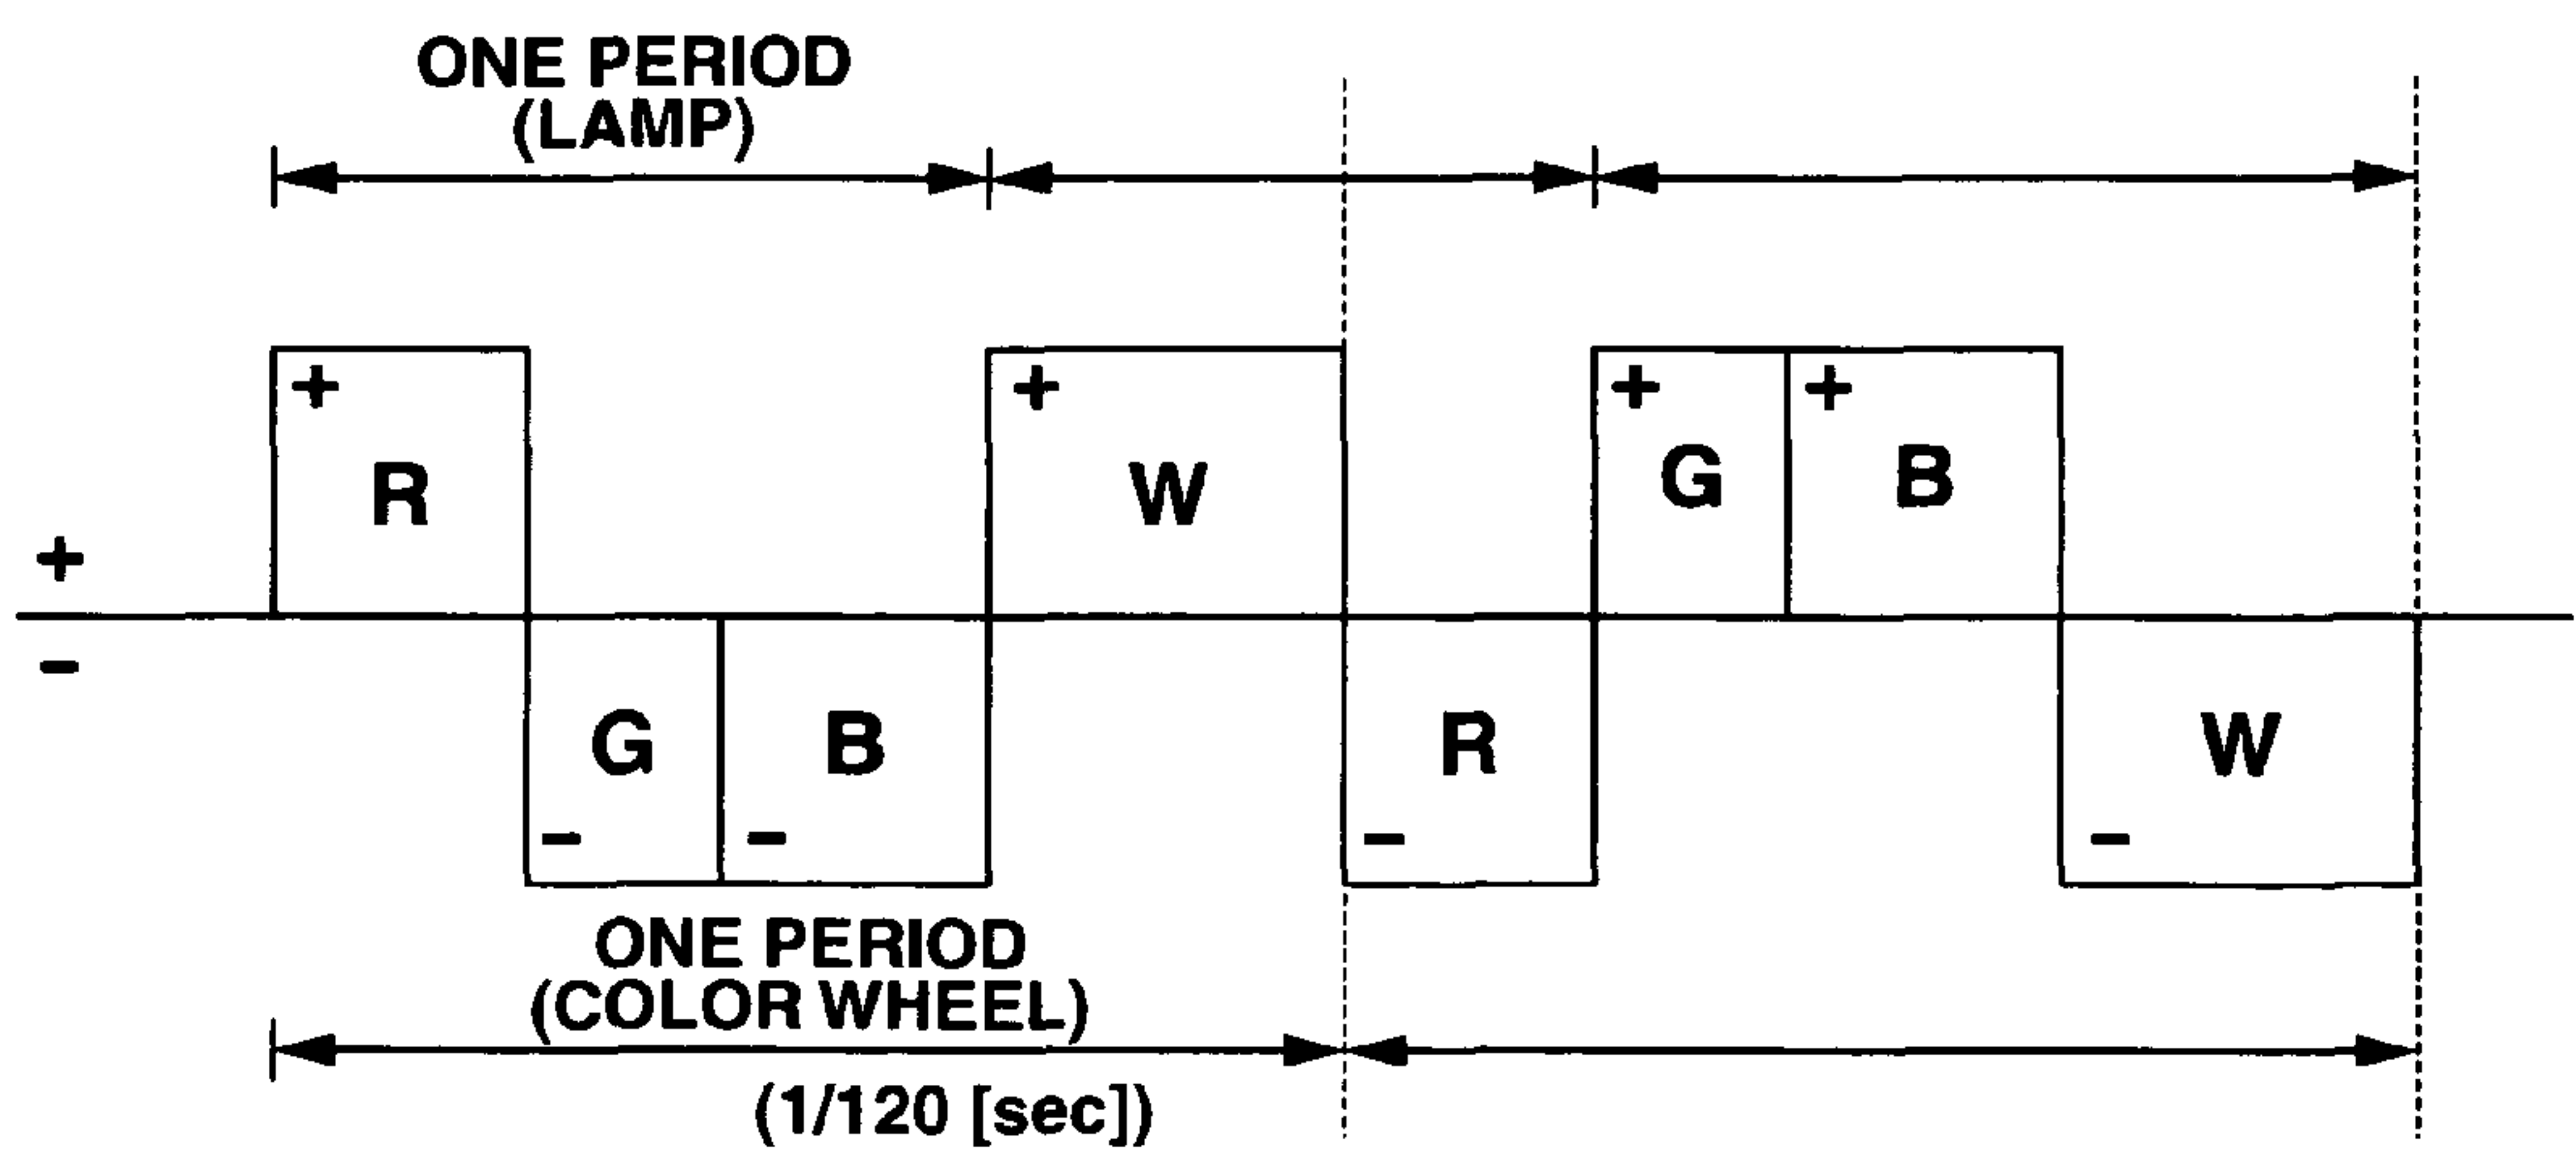 ONE PERIOD
(LAMP)
+ + + +
R W G B
+
−
G B R W
− − − −
ONE PERIOD
(COLOR WHEEL)
(1/120 [sec])